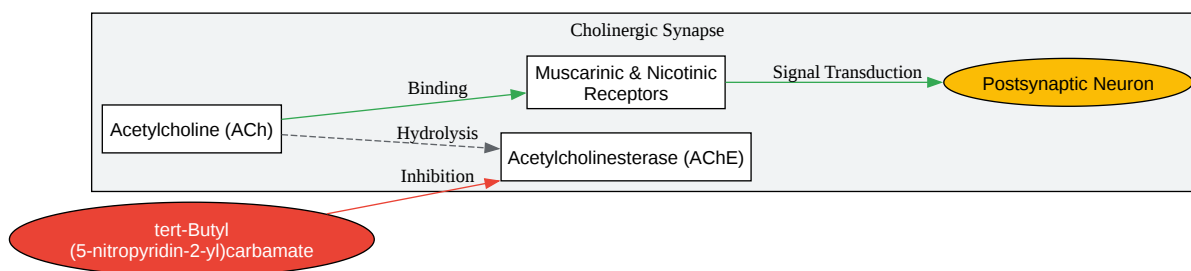 Cholinergic Synapse
Muscarinic & Nicotinic
Receptors
Signal Transduction
Postsynaptic Neuron
Binding
Acetylcholine (ACh)
Hydrolysis
Acetylcholinesterase (AChE)
Inhibition
tert-Butyl
(5-nitropyridin-2-yl)carbamate